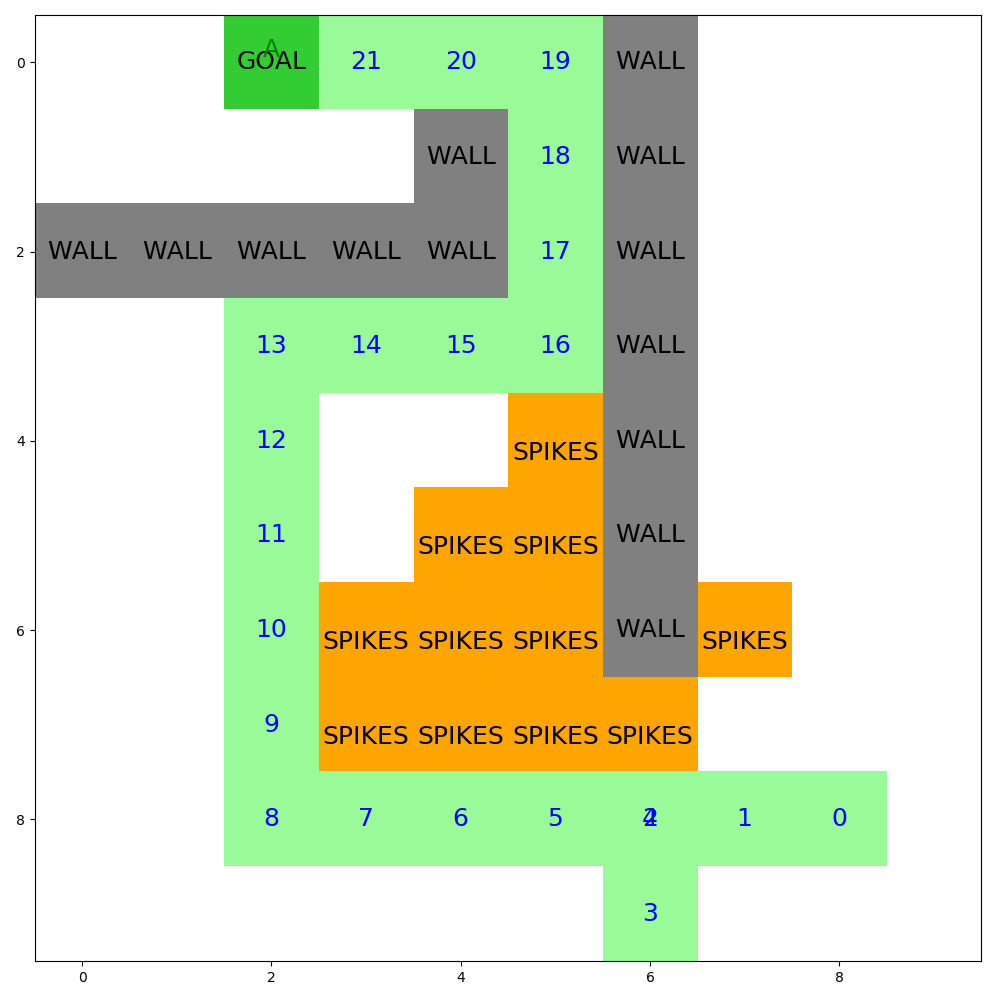 A
0 GOAL 21 20 19 WALL
WALL 18 WALL
2 WALL WALL WALL WALL WALL 17 WALL
13 14 15 16 WALL
4 12 SPIKES WALL
11 SPIKES SPIKES WALL
6 10 SPIKES SPIKES SPIKES WALL SPIKES
9 SPIKES SPIKES SPIKES SPIKES
8 8 7 6 5 2 4 1 0
3
0 2 4 6 8